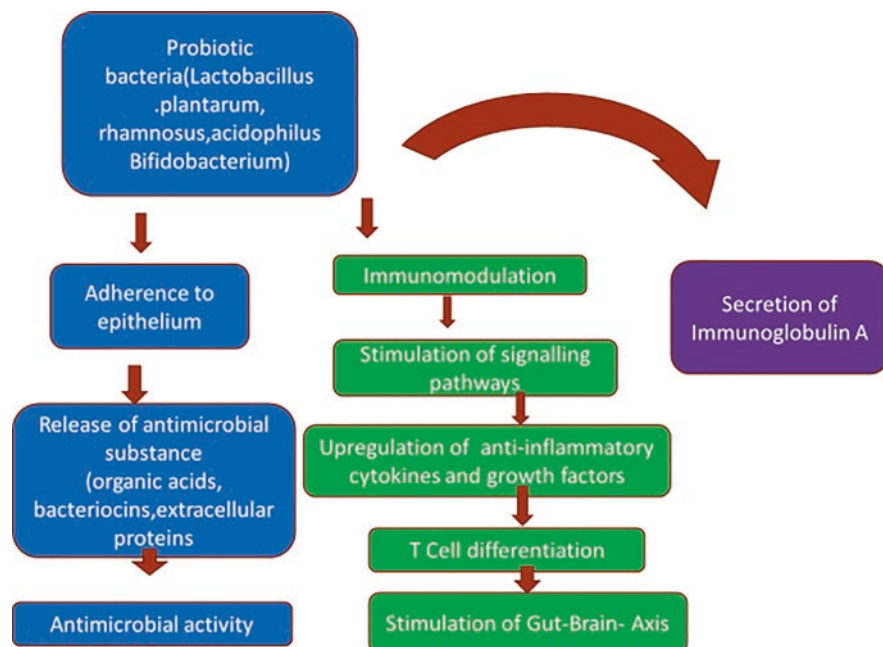 Probiotic
bacteria(Lactobacillus
.plantarum,
rhamnosus,acidophilus
Bifidobacterium)
Adherence to
epithelium
Release of antimicrobial
substance
(organic acids,
bacteriocins,extracellular
proteins
Antimicrobial activity
Immunomodulation
Stimulation of signalling
pathways
Upregulation of anti-inflammatory
cytokines and growth factors
T Cell differentiation
Stimulation of Gut-Brain- Axis
Secretion of
Immunoglobulin A